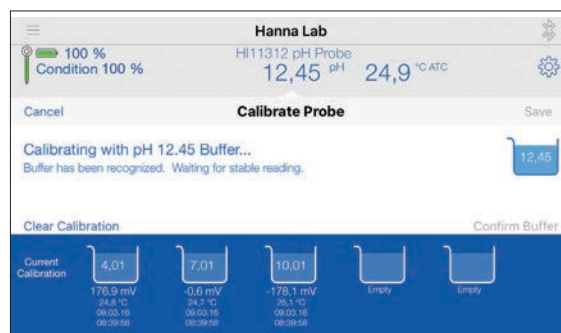 Hanna Lab
100 %
Condition 100 %
HI11312 pH Probe
12,45 pH 24,9 °C ATC
Cancel Calibrate Probe Save
Calibrating with pH 12.45 Buffer...
Buffer has been recognized. Waiting for stable reading.
12,45
Clear Calibration Confirm Buffer
Current
Calibration
4,01 7,01 10,01
176,9 mV -0,6 mV -178,1 mV Empty Empty
24,8 °C 24,7 °C 25,1 °C
09.03.16 09.03.16 09.03.16
08:39:58 08:39:58 08:39:58